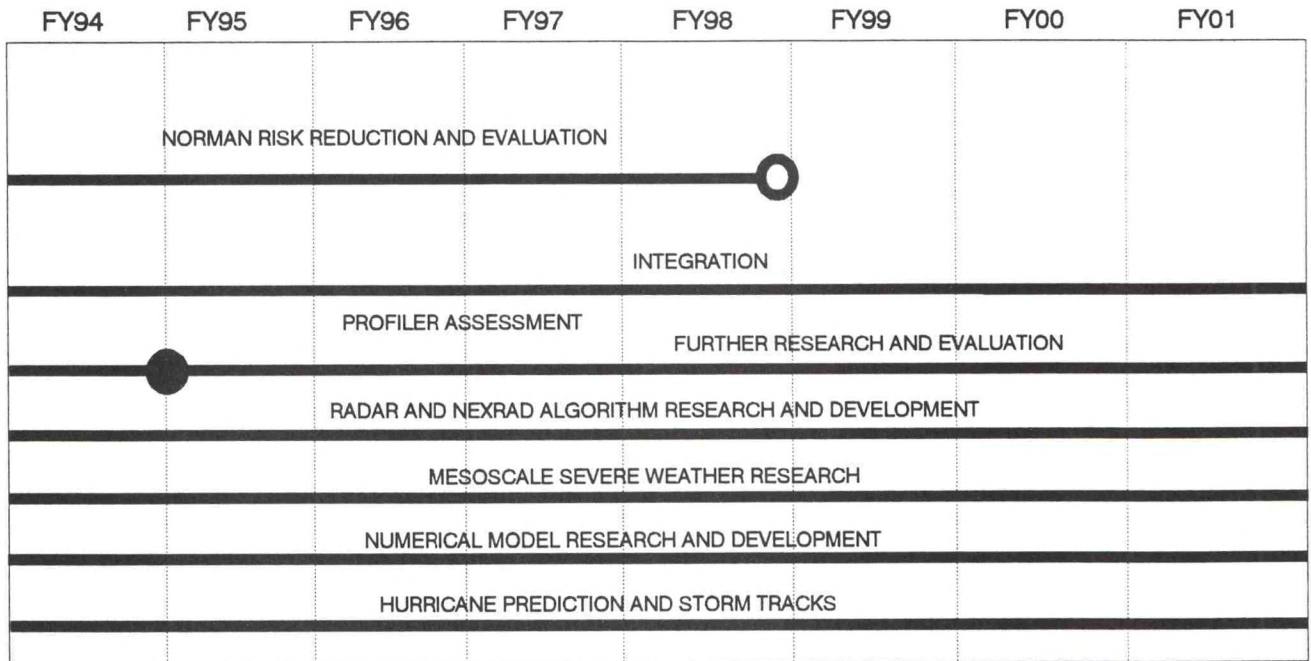 FY94 FY95 FY96 FY97 FY98 FY99 FY00 FY01
NORMAN RISK REDUCTION AND EVALUATION
INTEGRATION
PROFILER ASSESSMENT
FURTHER RESEARCH AND EVALUATION
RADAR AND NEXRAD ALGORITHM RESEARCH AND DEVELOPMENT
MESOSCALE SEVERE WEATHER RESEARCH
NUMERICAL MODEL RESEARCH AND DEVELOPMENT
HURRICANE PREDICTION AND STORM TRACKS